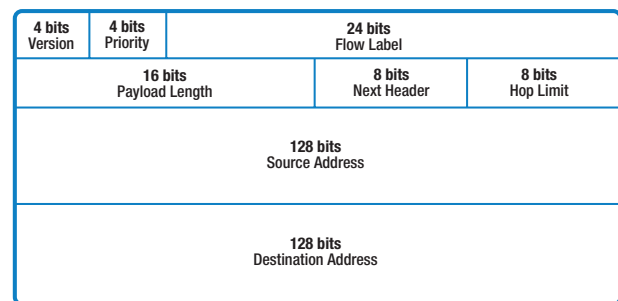 4 bits
Version
4 bits
Priority
24 bits
Flow Label
16 bits
Payload Length
8 bits
Next Header
8 bits
Hop Limit
128 bits
Source Address
128 bits
Destination Address